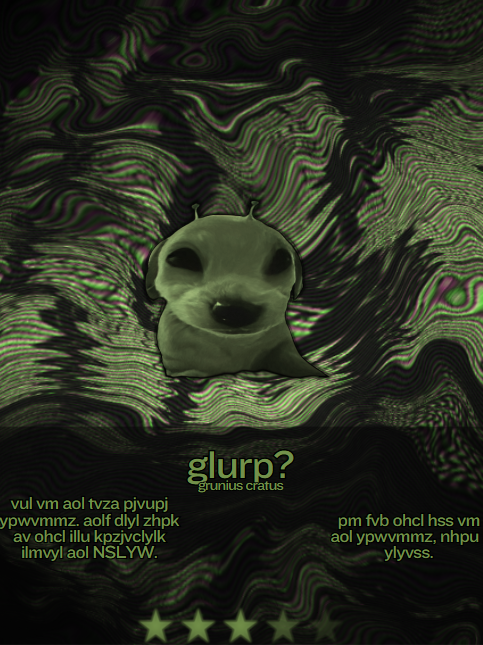 glurp?
grunius cratus
vul vm aol tvza pjvupj
ypwvmmz. aolf dlyl zhpk
av ohcl illu kpzjvclylk
ilmvyl aol NSLYW.
pm fvb ohcl hss vm
aol ypwvmmz, nhpu
ylyvss.